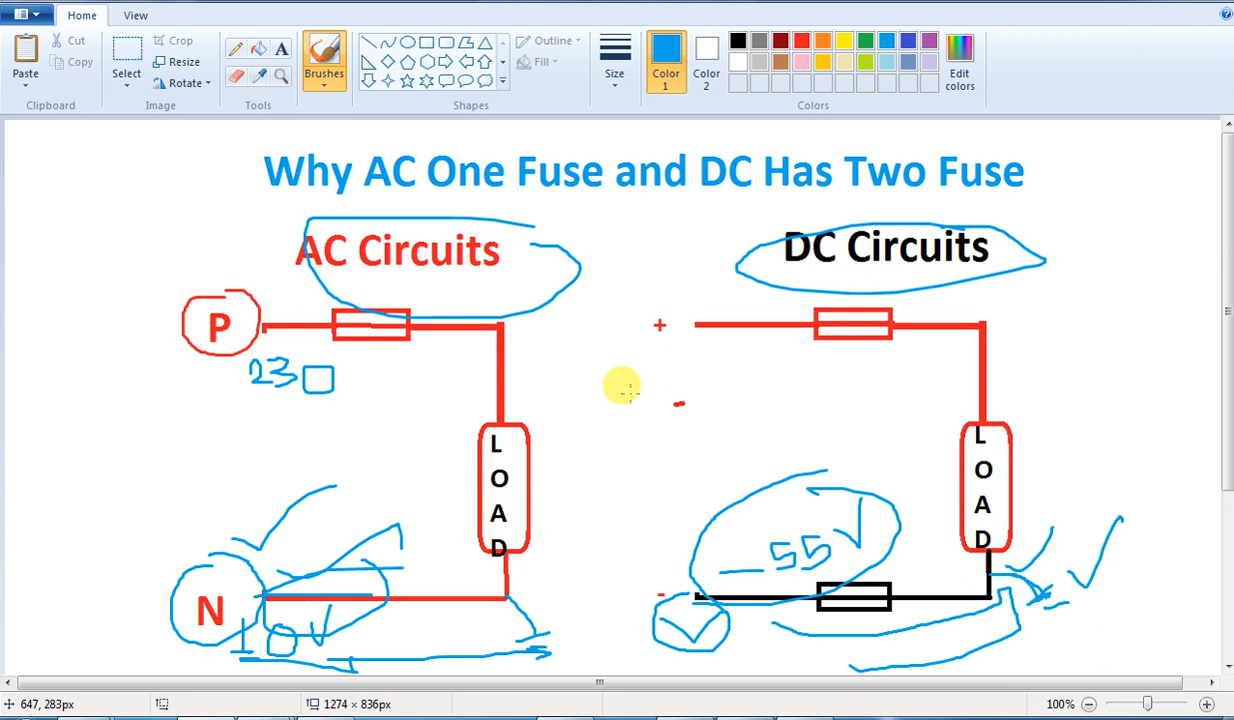 Home View
Cut
Copy
Paste
Clipboard
Select
Crop
Resize
Rotate
Image
Tools
Brushes
Outline
Fill
Shapes
Size
Color 1
Color 2
Edit colors
Colors
Why AC One Fuse and DC Has Two Fuse
AC Circuits
DC Circuits
P
230
+
-
LOAD
LOAD
N
0V
-
-55V
647, 283px
1274 × 836px
100%